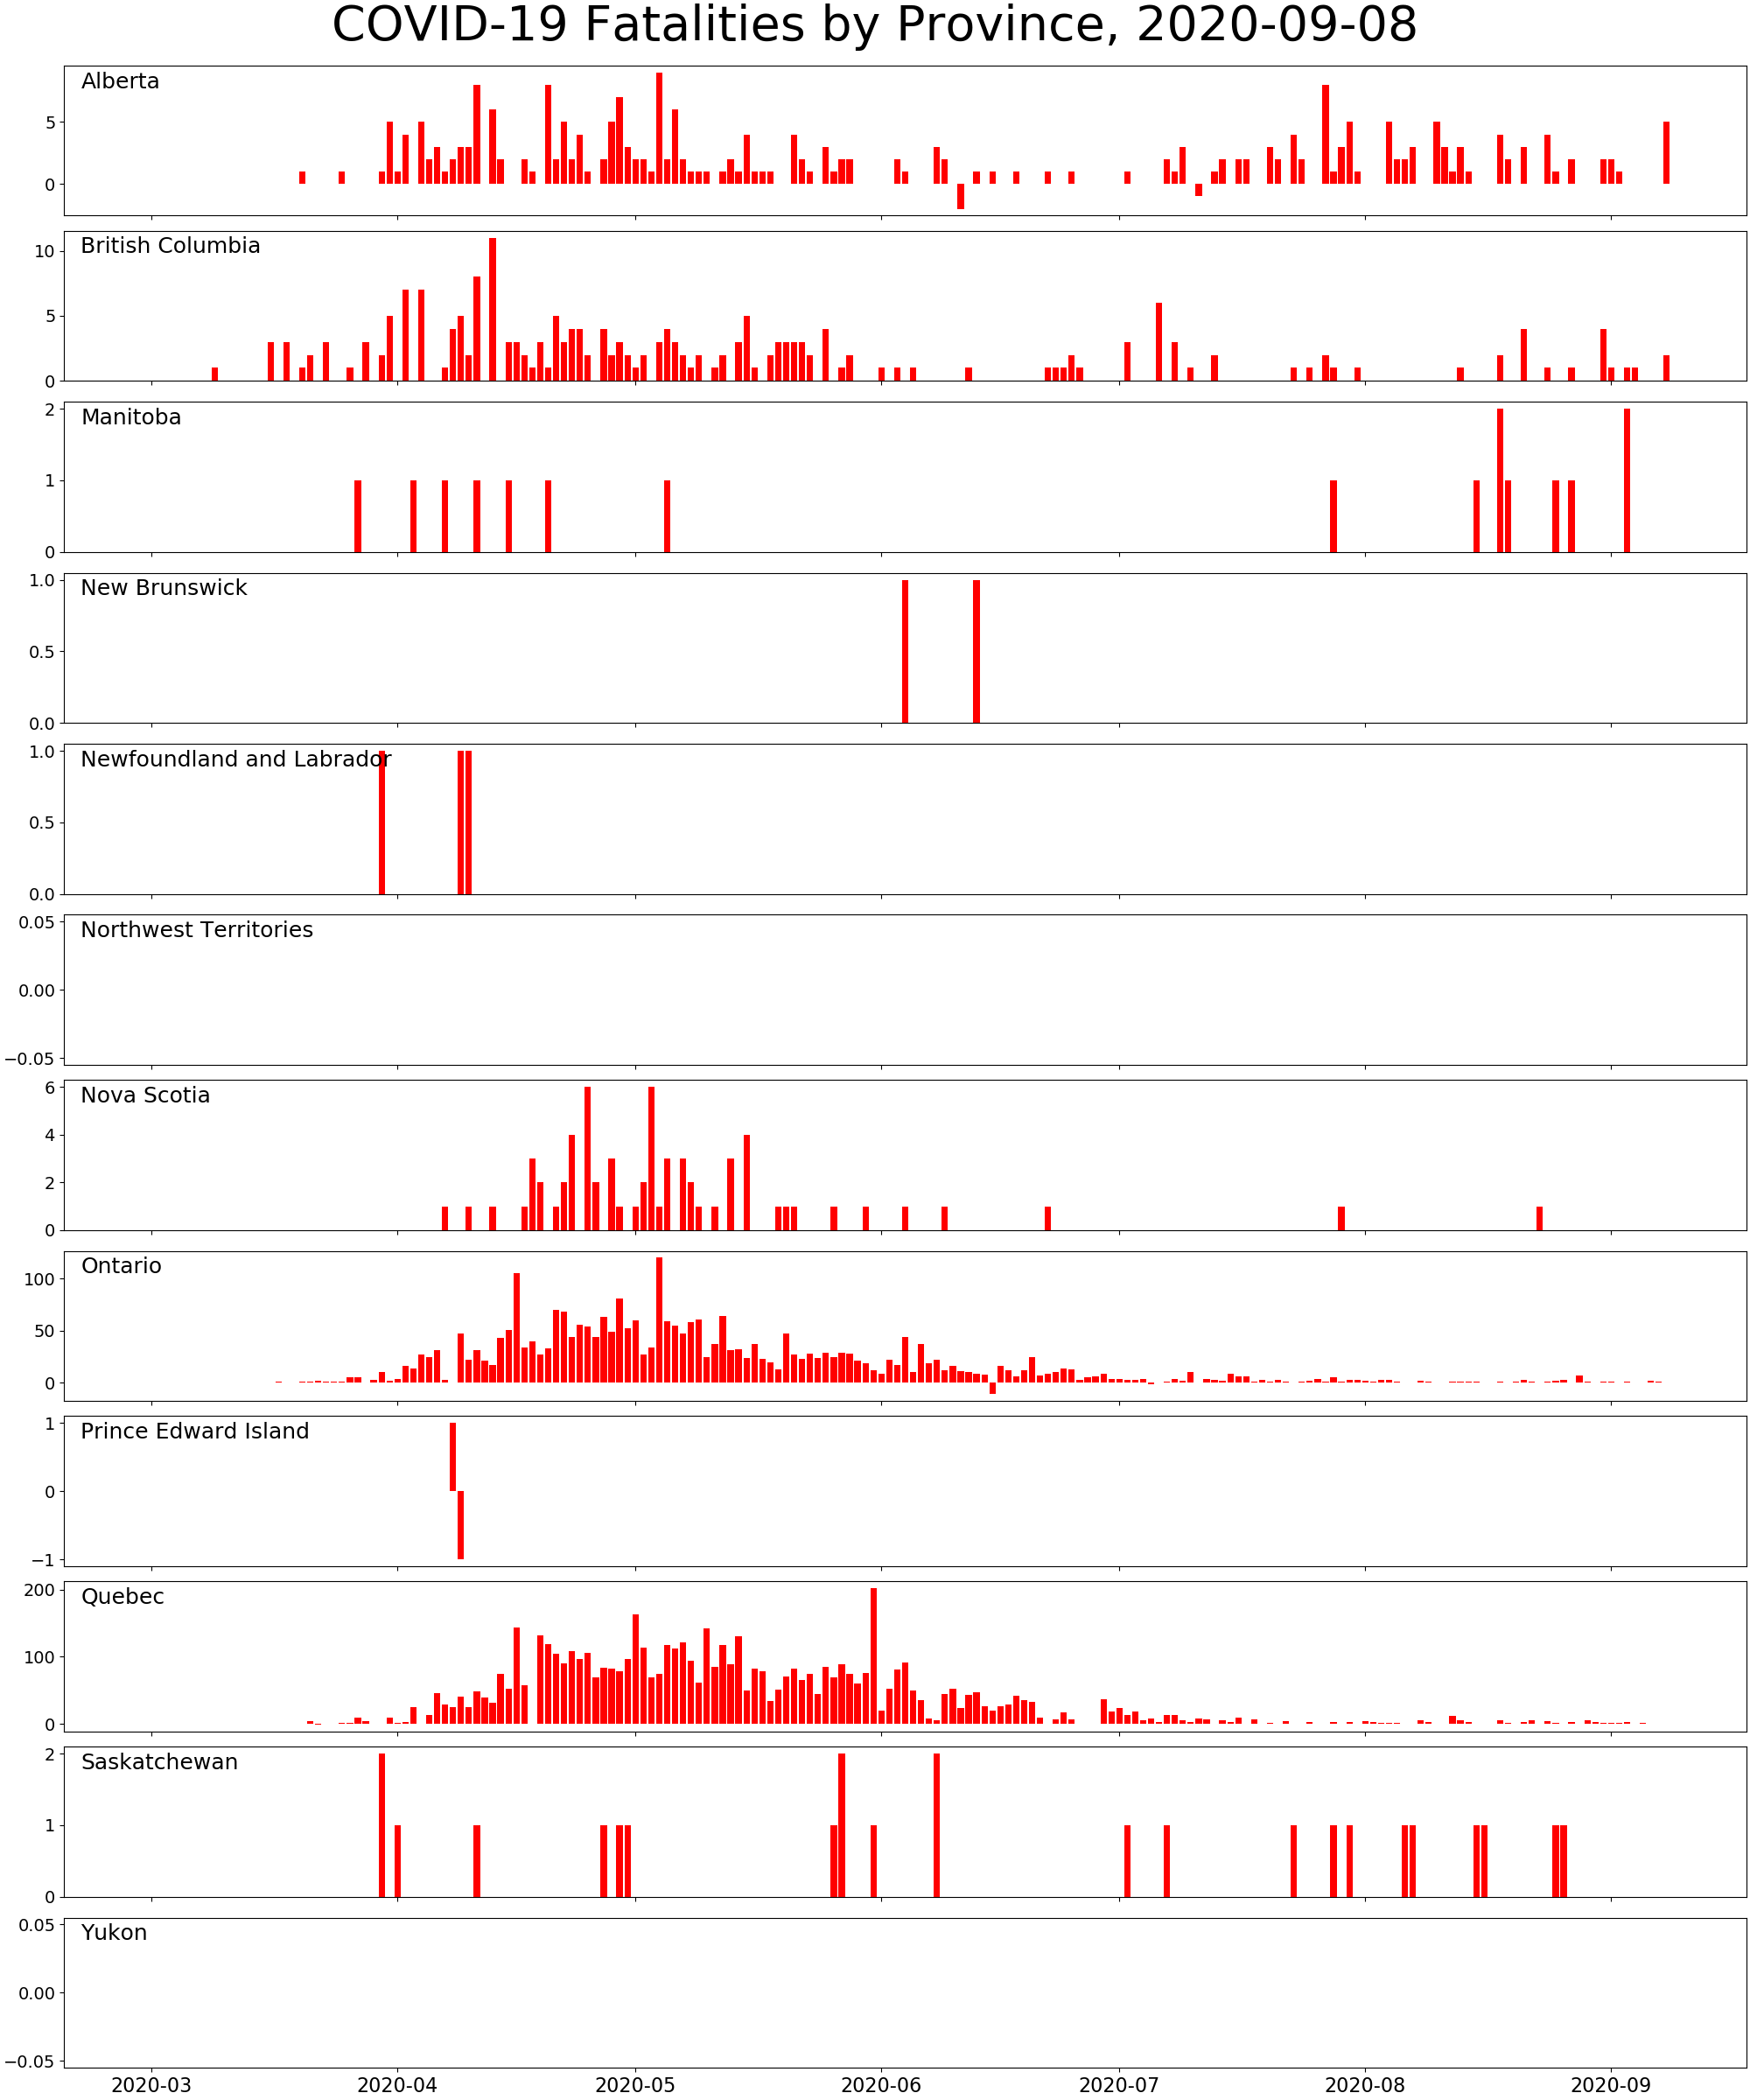 COVID-19 Fatalities by Province, 2020-09-08
Alberta
5
0
British Columbia
10
5
0
Manitoba
2
1
0
New Brunswick
1.0
0.5
0.0
Newfoundland and Labrador
1.0
0.5
0.0
Northwest Territories
0.05
0.00
−0.05
Nova Scotia
6
4
2
0
Ontario
100
50
0
Prince Edward Island
1
0
−1
Quebec
200
100
0
Saskatchewan
2
1
0
Yukon
0.05
0.00
−0.05
2020-03 2020-04 2020-05 2020-06 2020-07 2020-08 2020-09